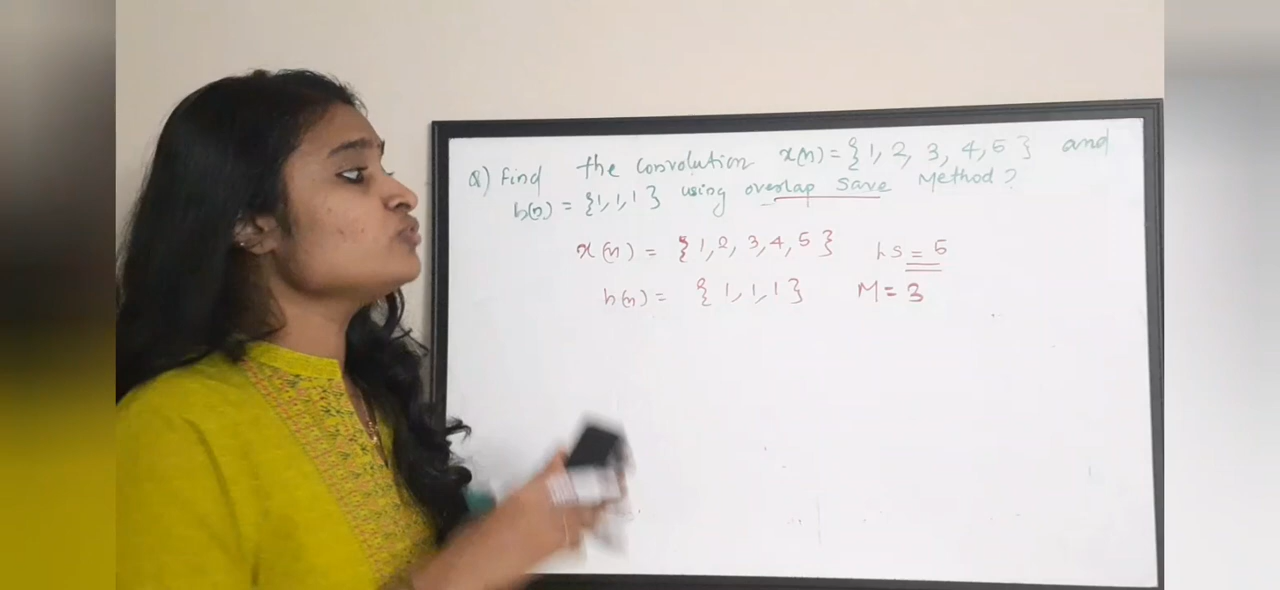 Q) Find the convolution x(n) = {1, 2, 3, 4, 5} and
h(n) = {1, 1, 1} using overlap save Method?
x(n) = {1, 2, 3, 4, 5} LS = 5
h(n) = {1, 1, 1} M = 3